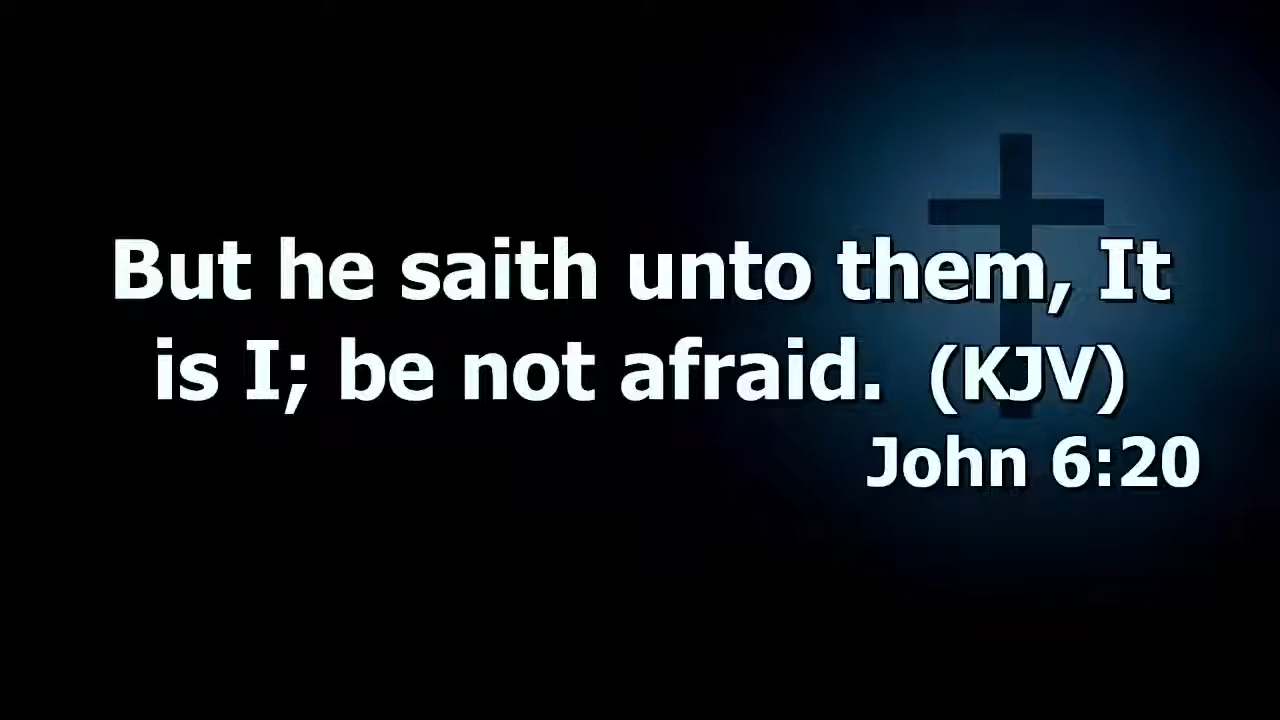 But he saith unto them, It
is I; be not afraid.  (KJV)
John 6:20